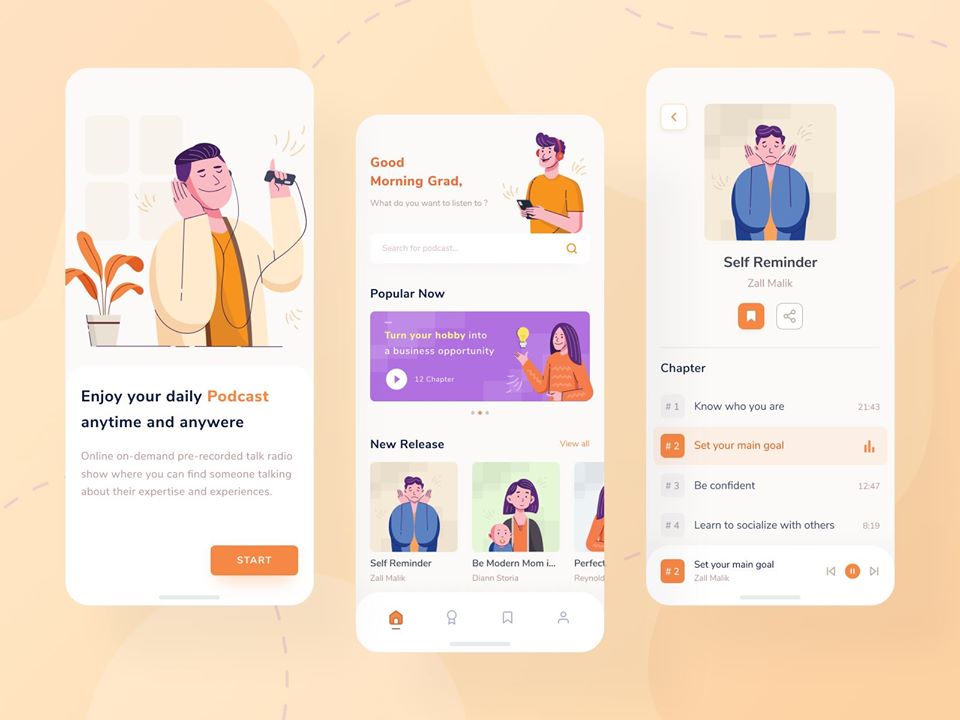 Enjoy your daily Podcast
anytime and anywere
Online on-demand pre-recorded talk radio
show where you can find someone talking
about their expertise and experiences.
START
Good
Morning Grad,
What do you want to listen to ?
Search for podcast...
Popular Now
Turn your hobby into
a business opportunity
12 Chapter
New Release
View all
Self Reminder
Zall Malik
Be Modern Mom i...
Diann Storia
Perfect
Reynold
Self Reminder
Zall Malik
Chapter
# 1 Know who you are 21:43
# 2 Set your main goal
# 3 Be confident 12:47
# 4 Learn to socialize with others 8:19
# 2 Set your main goal
Zall Malik